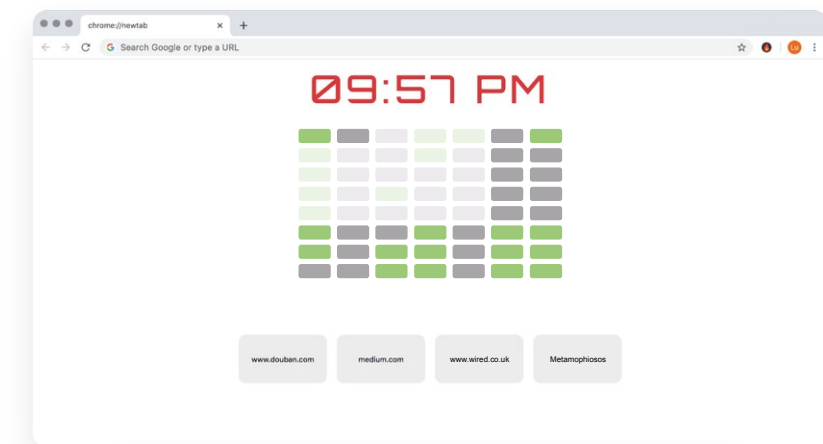 chrome://newtab
Search Google or type a URL
Lu
09:57 PM
www.douban.com
medium.com
www.wired.co.uk
Metamophiosos